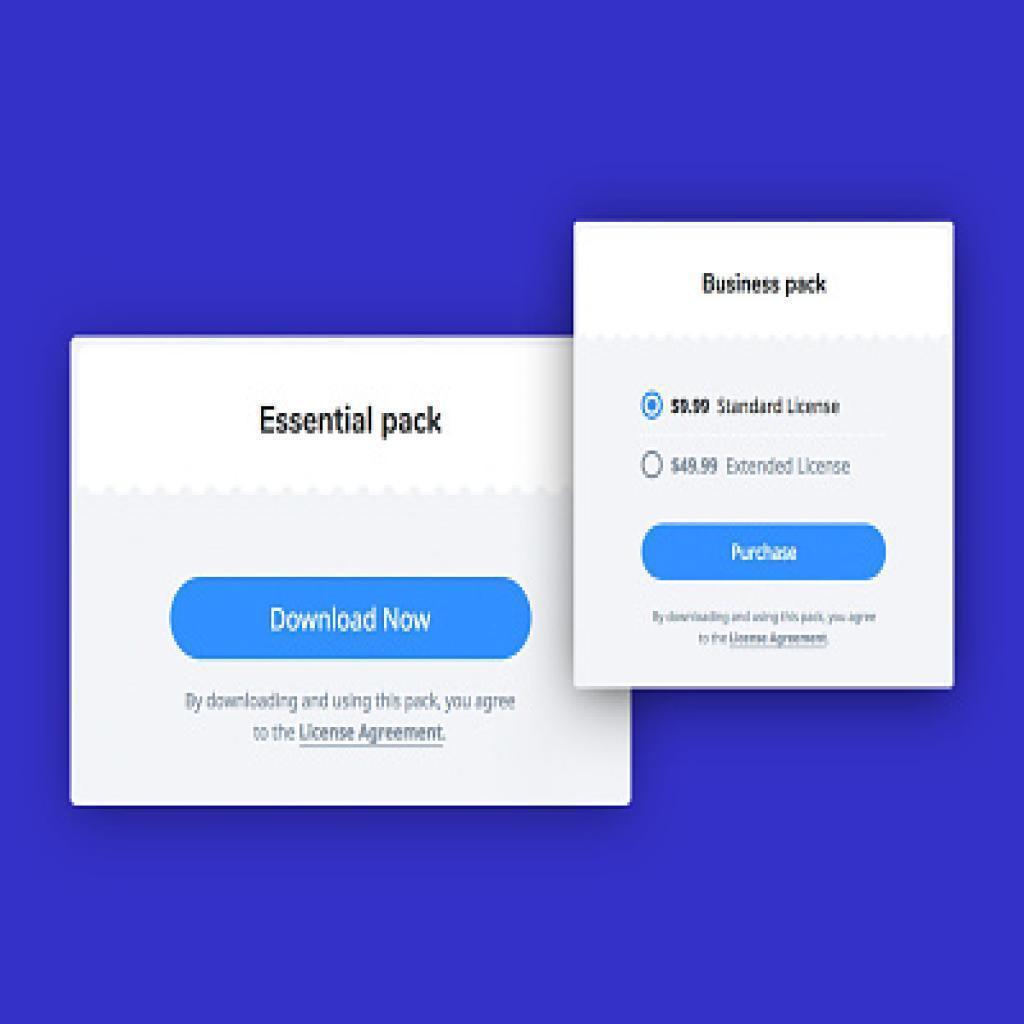 Essential pack
Download Now
By downloading and using this pack, you agree
to the License Agreement.
Business pack
$9.99 Standard License
$49.99 Extended License
Purchase
By downloading and using this pack, you agree
to the License Agreement.